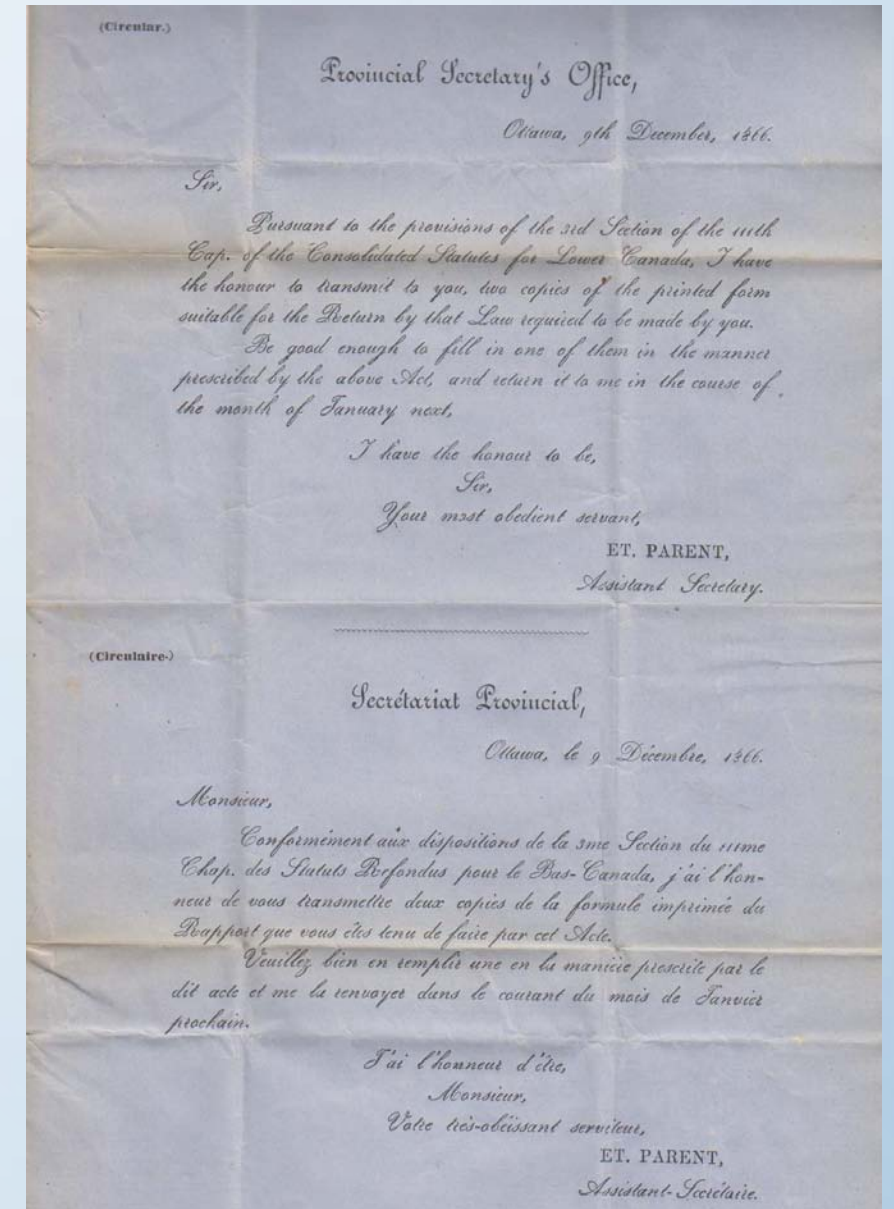 (Circular.)
Provincial Secretary's Office,
Ottawa, 9th December, 1866.
Sir,
Pursuant to the provisions of the 3rd Section of the 111th
Cap. of the Consolidated Statutes for Lower Canada, I have
the honour to transmit to you, two copies of the printed form
suitable for the Return by that Law required to be made by you.
Be good enough to fill in one of them in the manner
prescribed by the above Act, and return it to me in the course of
the month of January next,
I have the honour to be,
Sir,
Your most obedient servant,
ET. PARENT,
Assistant Secretary.
(Circulaire.)
Secrétariat Provincial,
Ottawa, le 9 Décembre, 1866.
Monsieur,
Conformément aux dispositions de la 3me Section du 111me
Chap. des Statuts Refondus pour le Bas-Canada, j'ai l'hon-
neur de vous transmettre deux copies de la formule imprimée du
Rapport que vous êtes tenu de faire par cet Acte.
Veuillez bien en remplir une en la manière prescrite par le
dit acte et me la renvoyer dans le courant du mois de Janvier
prochain.
J'ai l'honneur d'être,
Monsieur,
Votre très-obéissant serviteur,
ET. PARENT,
Assistant-Secrétaire.